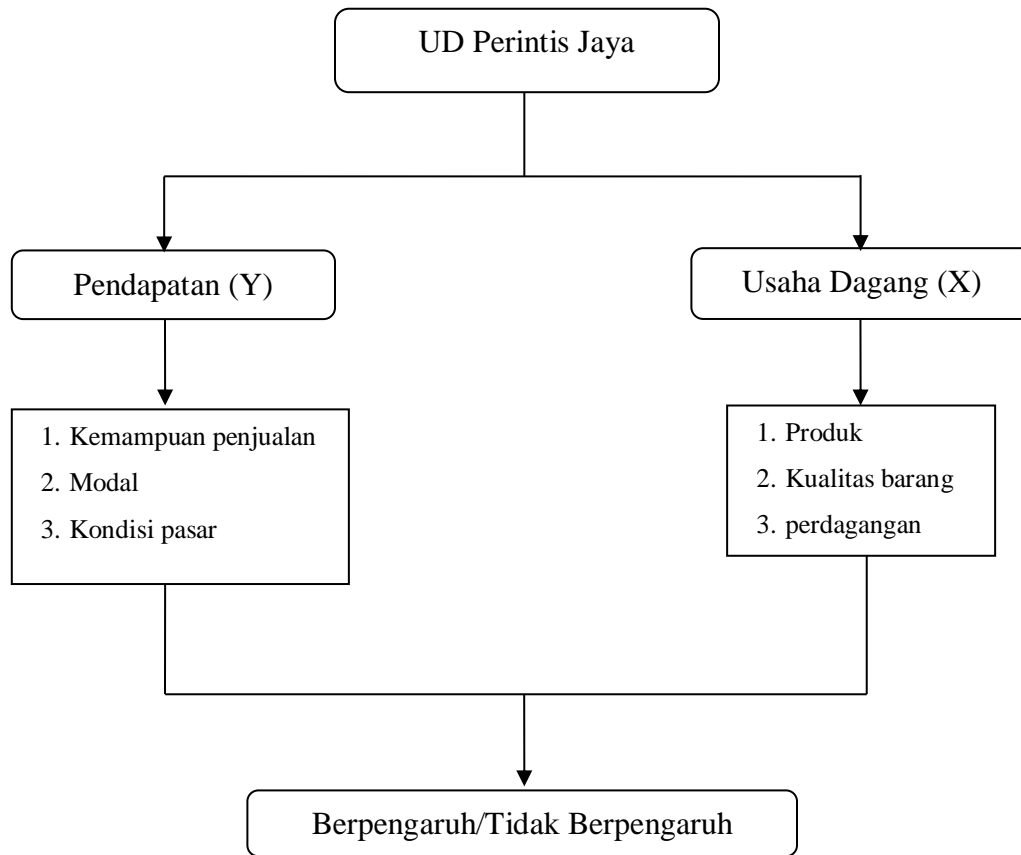 UD Perintis Jaya
Pendapatan (Y)
Usaha Dagang (X)
1. Kemampuan penjualan
2. Modal
3. Kondisi pasar
1. Produk
2. Kualitas barang
3. perdagangan
Berpengaruh/Tidak Berpengaruh